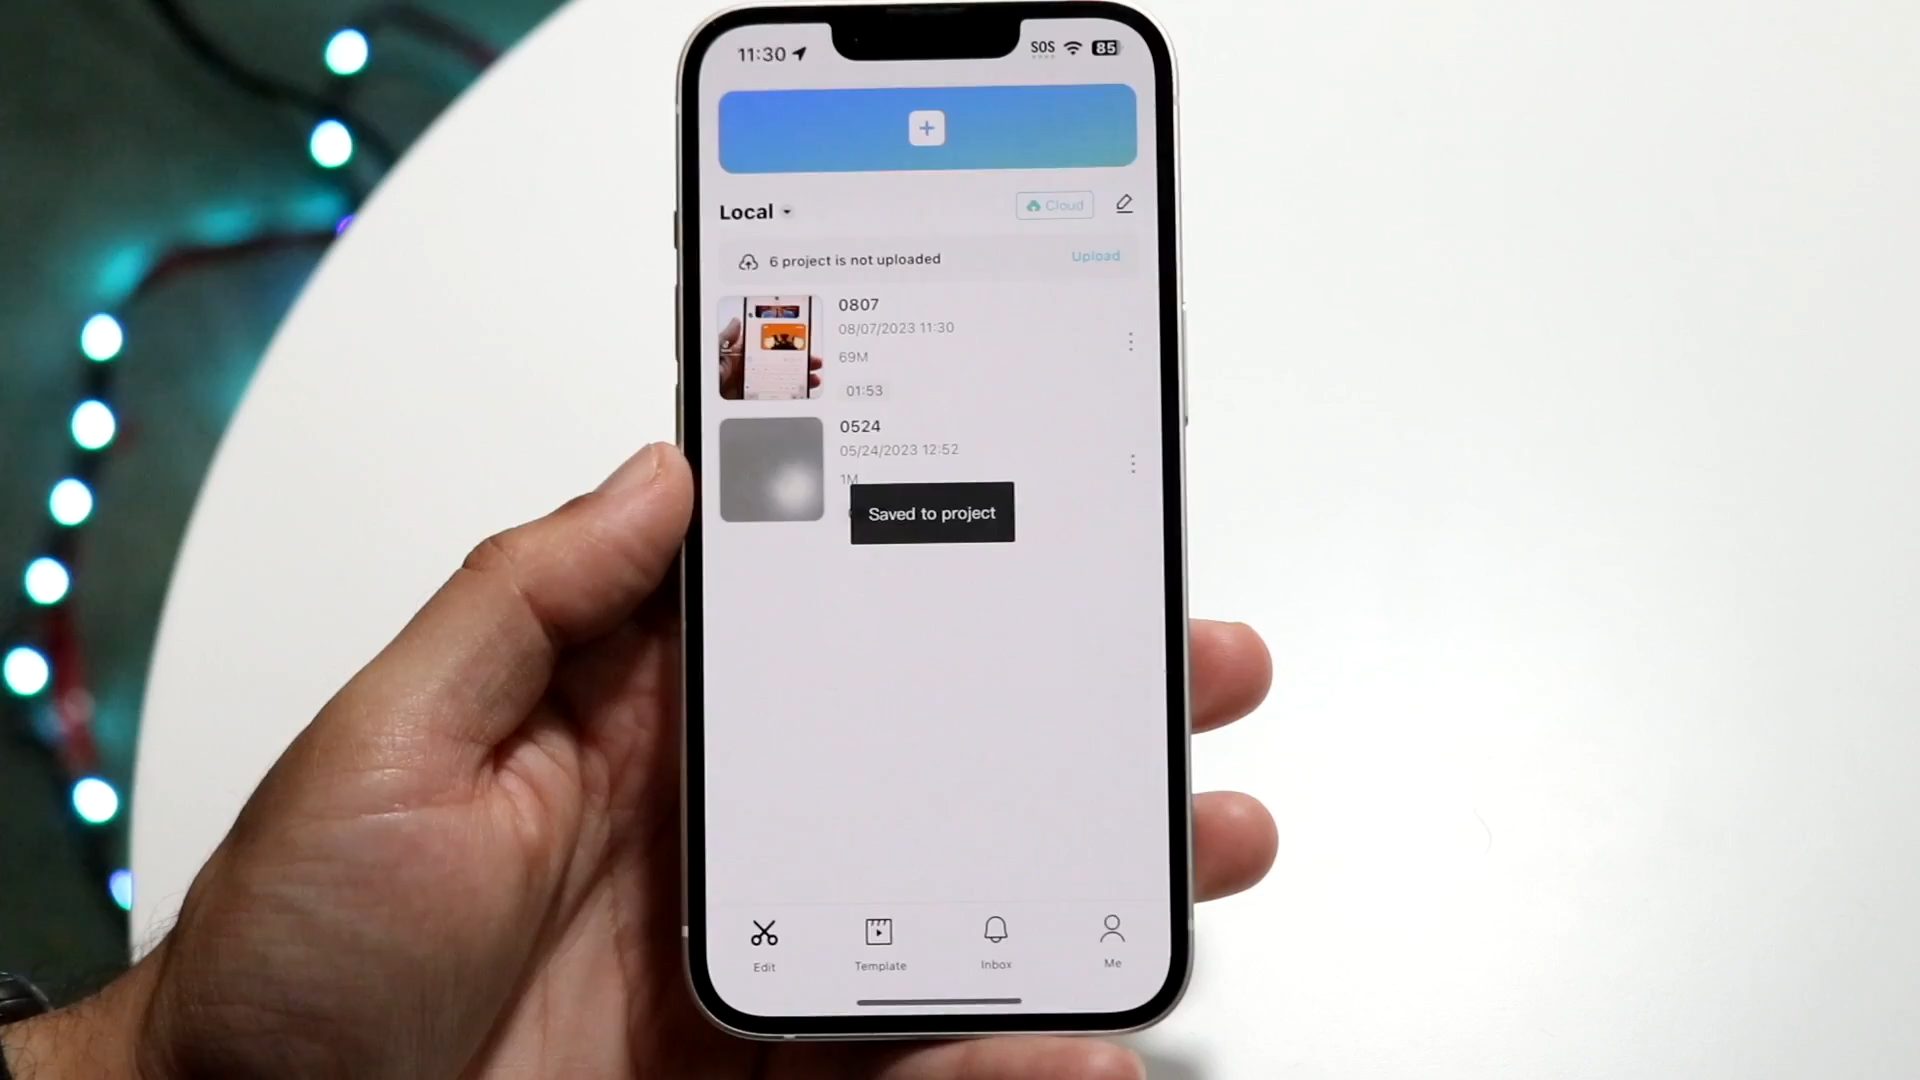 11:30
SOS
85
Local
Cloud
6 project is not uploaded
Upload
0807
08/07/2023 11:30
69M
01:53
0524
05/24/2023 12:52
1M
Saved to project
Edit
Template
Inbox
Me